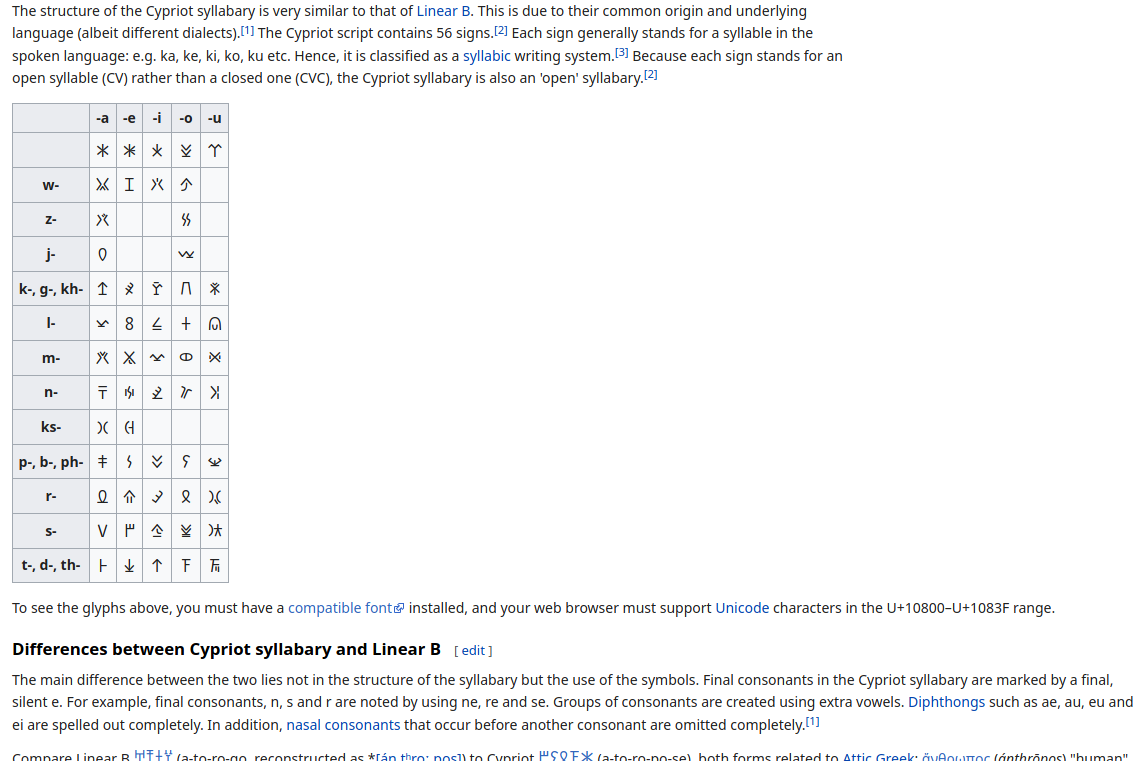 The structure of the Cypriot syllabary is very similar to that of Linear B. This is due to their common origin and underlying
language (albeit different dialects).[1] The Cypriot script contains 56 signs.[2] Each sign generally stands for a syllable in the
spoken language: e.g. ka, ke, ki, ko, ku etc. Hence, it is classified as a syllabic writing system.[3] Because each sign stands for an
open syllable (CV) rather than a closed one (CVC), the Cypriot syllabary is also an 'open' syllabary.[2]
-a -e -i -o -u
𐠀 𐠁 𐠂 𐠃 𐠄
w- 𐠲 𐠳 𐠴 𐠵
z- 𐠼 𐠿
j- 𐠅 𐠈
k-, g-, kh- 𐠊 𐠋 𐠌 𐠍 𐠎
l- 𐠏 𐠐 𐠑 𐠒 𐠓
m- 𐠔 𐠕 𐠖 𐠗 𐠘
n- 𐠙 𐠚 𐠛 𐠜 𐠝
ks- 𐠷 𐠸
p-, b-, ph- 𐠞 𐠟 𐠠 𐠡 𐠢
r- 𐠣 𐠤 𐠥 𐠦 𐠧
s- 𐠨 𐠩 𐠪 𐠫 𐠬
t-, d-, th- 𐠭 𐠮 𐠯 𐠰 𐠱
To see the glyphs above, you must have a compatible font installed, and your web browser must support Unicode characters in the U+10800–U+1083F range.
Differences between Cypriot syllabary and Linear B [ edit ]
The main difference between the two lies not in the structure of the syllabary but the use of the symbols. Final consonants in the Cypriot syllabary are marked by a final,
silent e. For example, final consonants, n, s and r are noted by using ne, re and se. Groups of consonants are created using extra vowels. Diphthongs such as ae, au, eu and
ei are spelled out completely. In addition, nasal consonants that occur before another consonant are omitted completely.[1]
Compare Linear B (a-to-ro-qo, reconstructed as *[án tʰroː pos]) to Cypriot 𐠀𐠰𐠦𐠡𐠩 (a-to-ro-po-se), both forms related to Attic Greek: ἄνθρωπος (ánthrōpos) "human"